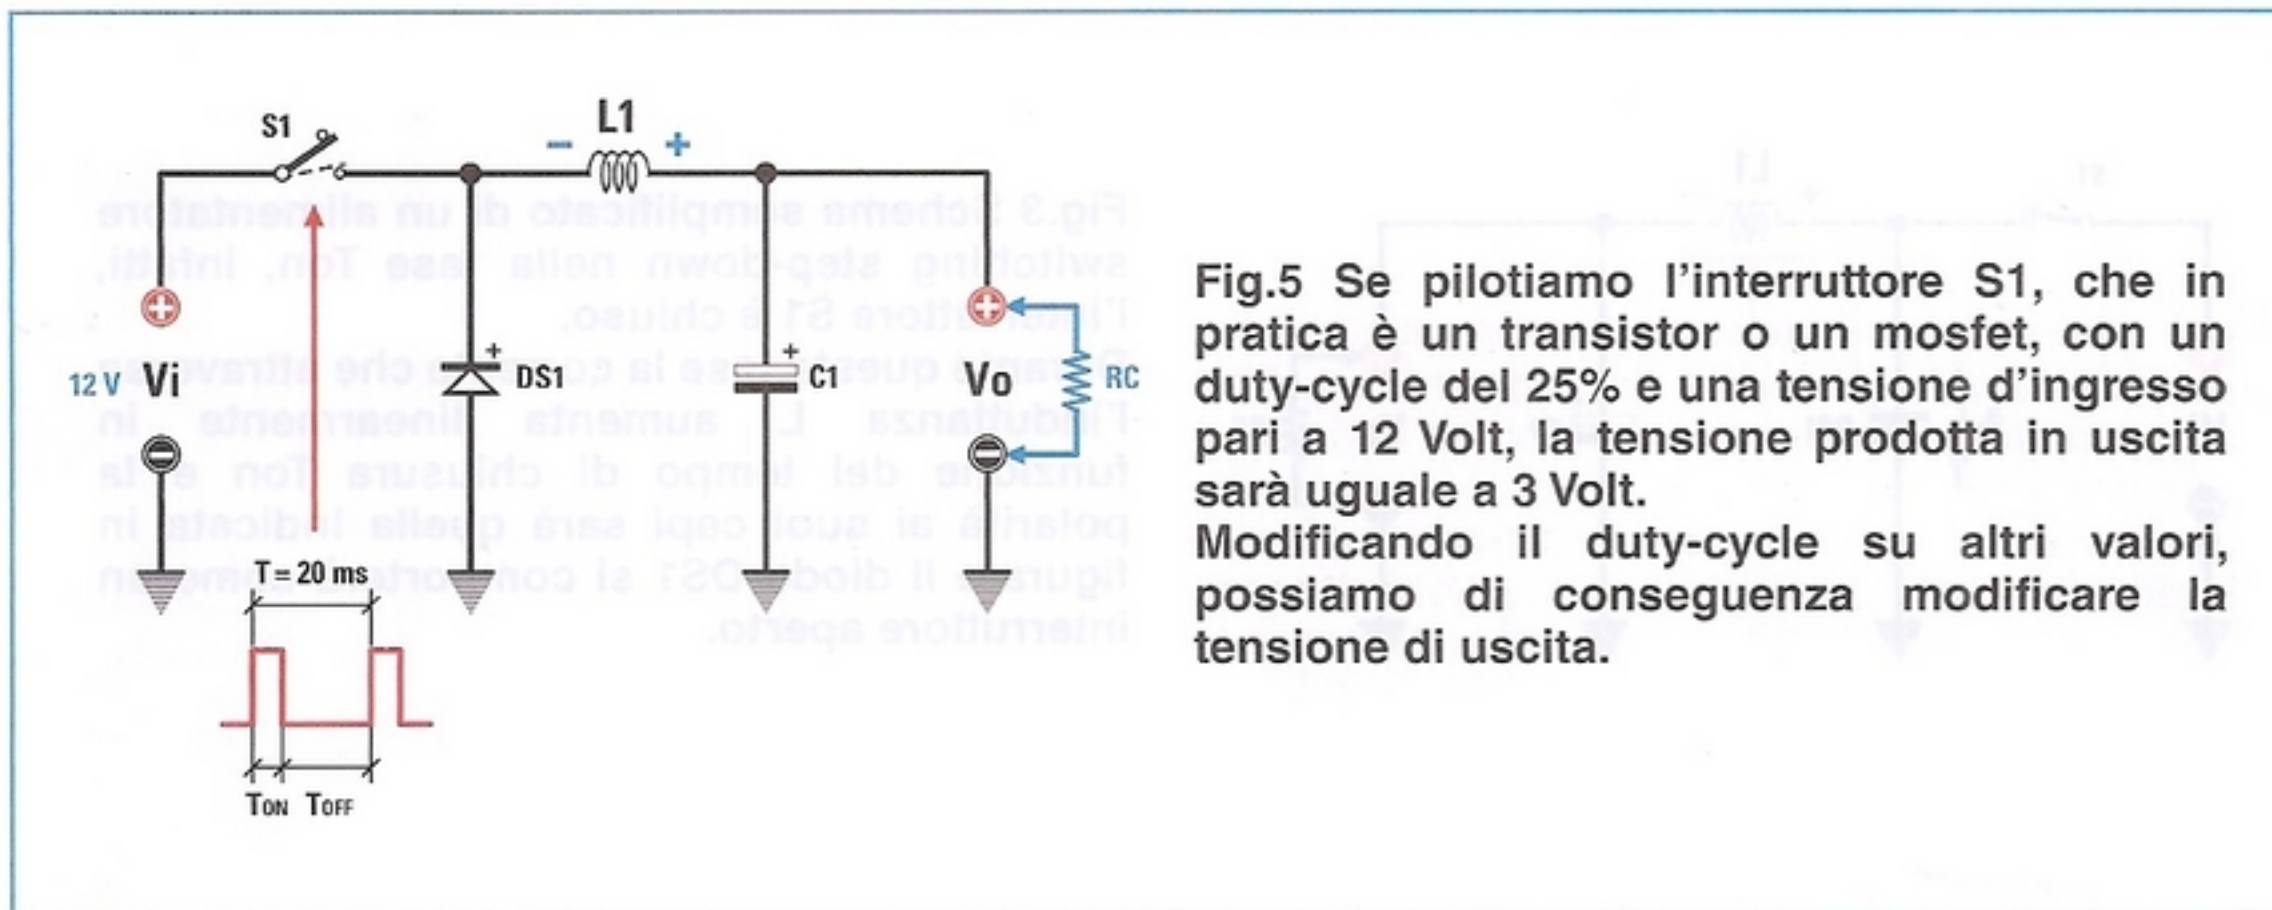 S1
L1
− +
+
+
12 V Vi
DS1
C1
Vo
RC
T = 20 ms
TON TOFF
Fig.5 Se pilotiamo l'interruttore S1, che in
pratica è un transistor o un mosfet, con un
duty-cycle del 25% e una tensione d'ingresso
pari a 12 Volt, la tensione prodotta in uscita
sarà uguale a 3 Volt.
Modificando il duty-cycle su altri valori,
possiamo di conseguenza modificare la
tensione di uscita.